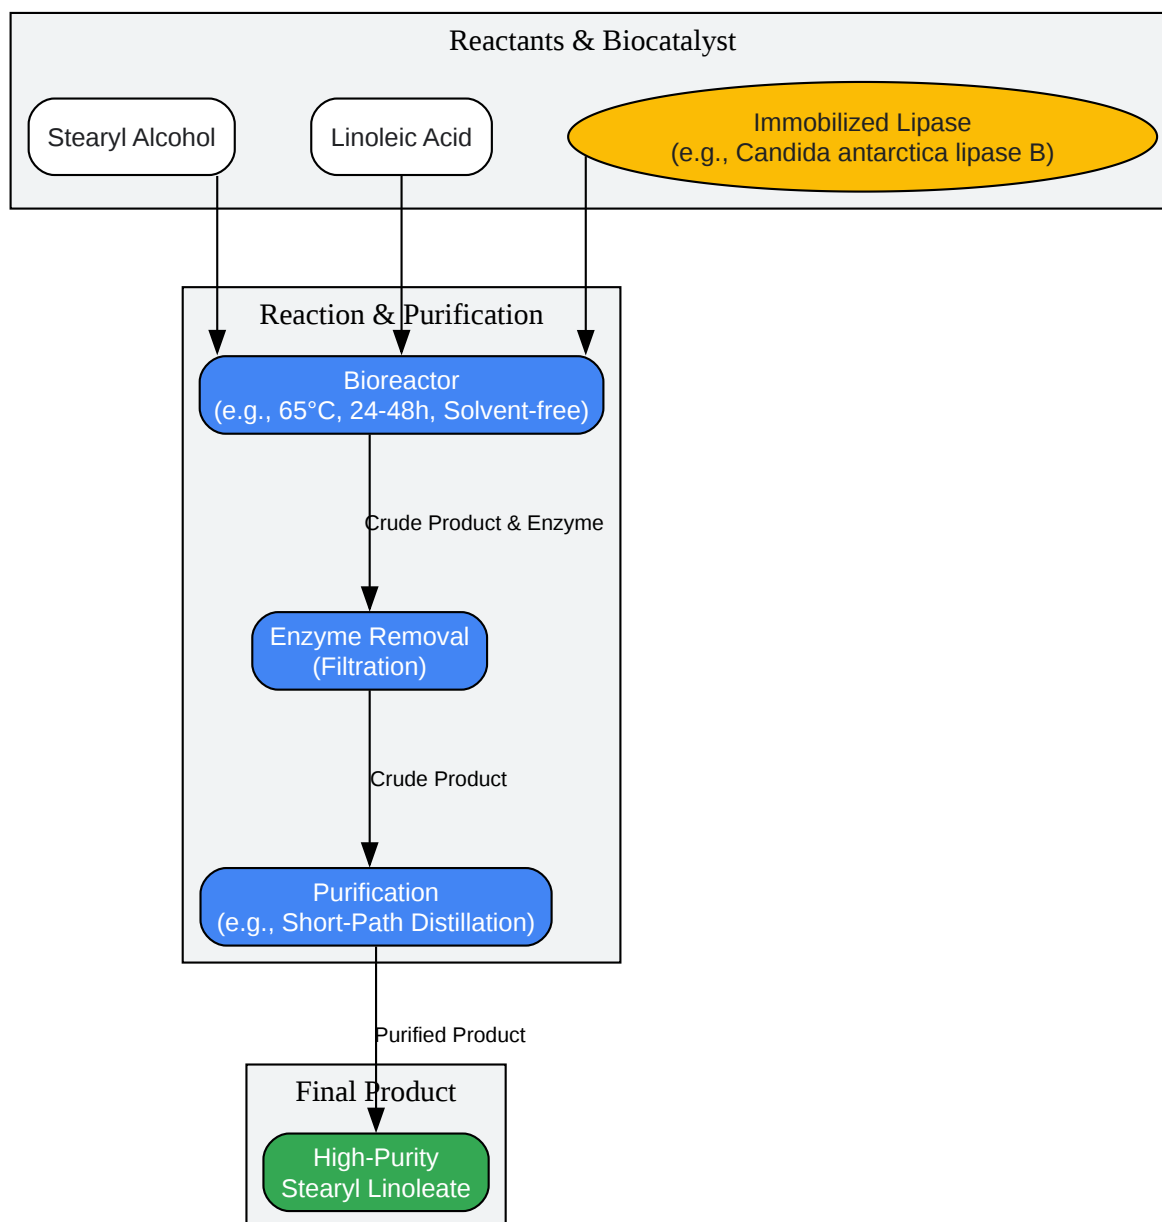 Reactants & Biocatalyst
Stearyl Alcohol
Linoleic Acid
Immobilized Lipase
(e.g., Candida antarctica lipase B)
Reaction & Purification
Bioreactor
(e.g., 65°C, 24-48h, Solvent-free)
Crude Product & Enzyme
Enzyme Removal
(Filtration)
Crude Product
Purification
(e.g., Short-Path Distillation)
Purified Product
Final Product
High-Purity
Stearyl Linoleate